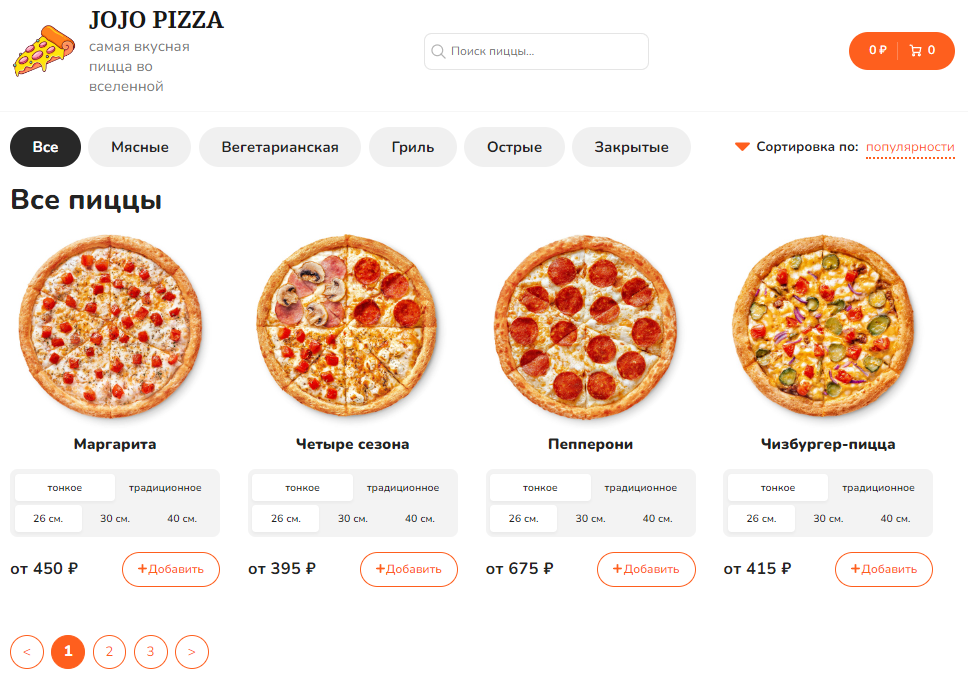 JOJO PIZZA
самая вкусная
пицца во
вселенной
Поиск пиццы...
0 ₽ 0
Все Мясные Вегетарианская Гриль Острые Закрытые Сортировка по: популярности
Все пиццы
Маргарита Четыре сезона Пепперони Чизбургер-пицца
тонкое традиционное тонкое традиционное тонкое традиционное тонкое традиционное
26 см. 30 см. 40 см. 26 см. 30 см. 40 см. 26 см. 30 см. 40 см. 26 см. 30 см. 40 см.
от 450 ₽ +Добавить от 395 ₽ +Добавить от 675 ₽ +Добавить от 415 ₽ +Добавить
< 1 2 3 >